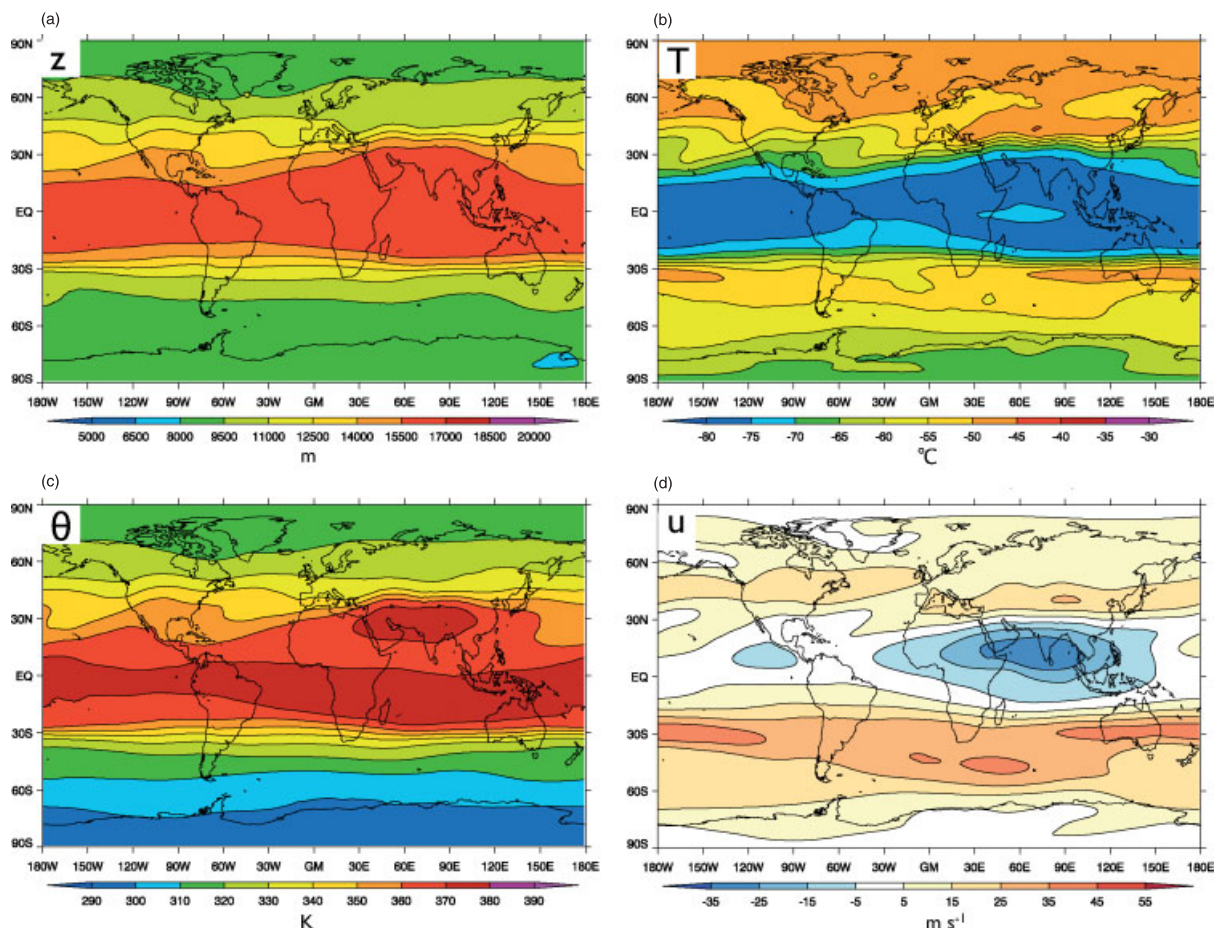 (a)
z
90N
60N
30N
EQ
30S
60S
90S
180W 150W 120W 90W 60W 30W GM 30E 60E 90E 120E 150E 180E
5000 6500 8000 9500 11000 12500 14000 15500 17000 18500 20000
m
(b)
T
90N
60N
30N
EQ
30S
60S
90S
180W 150W 120W 90W 60W 30W GM 30E 60E 90E 120E 150E 180E
-80 -75 -70 -65 -60 -55 -50 -45 -40 -35 -30
°C
(c)
θ
90N
60N
30N
EQ
30S
60S
90S
180W 150W 120W 90W 60W 30W GM 30E 60E 90E 120E 150E 180E
290 300 310 320 330 340 350 360 370 380 390
K
(d)
u
90N
60N
30N
EQ
30S
60S
90S
180W 150W 120W 90W 60W 30W GM 30E 60E 90E 120E 150E 180E
-35 -25 -15 -5 5 15 25 35 45 55
m s⁻¹